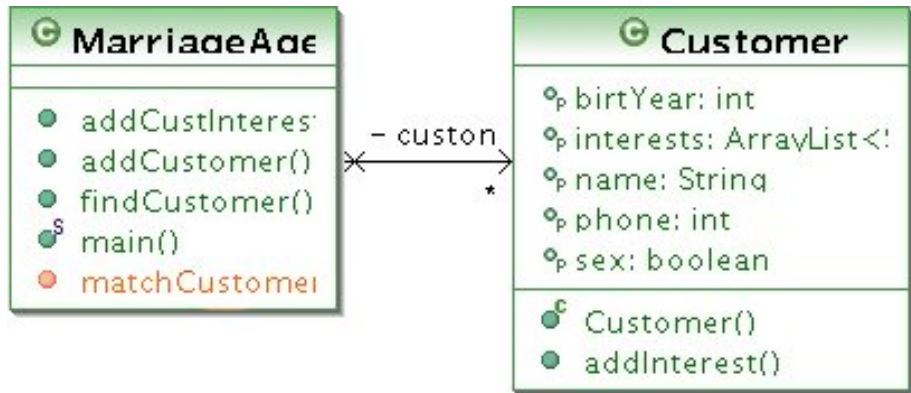 C MarriageAge
addCustInteres
addCustomer()
findCustomer()
S main()
matchCustomer
- custon
*
C Customer
P birtYear: int
P interests: ArrayList<S
P name: String
P phone: int
P sex: boolean
C Customer()
addInterest()